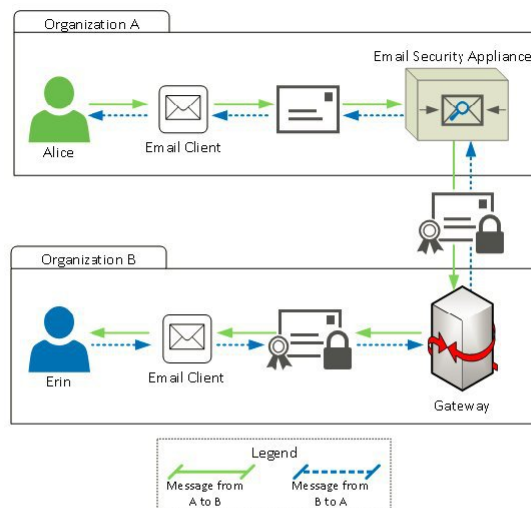 Organization A
Email Security Appliance
Alice
Email Client
Organization B
Erin
Email Client
Gateway
Legend
Message from
A to B
Message from
B to A